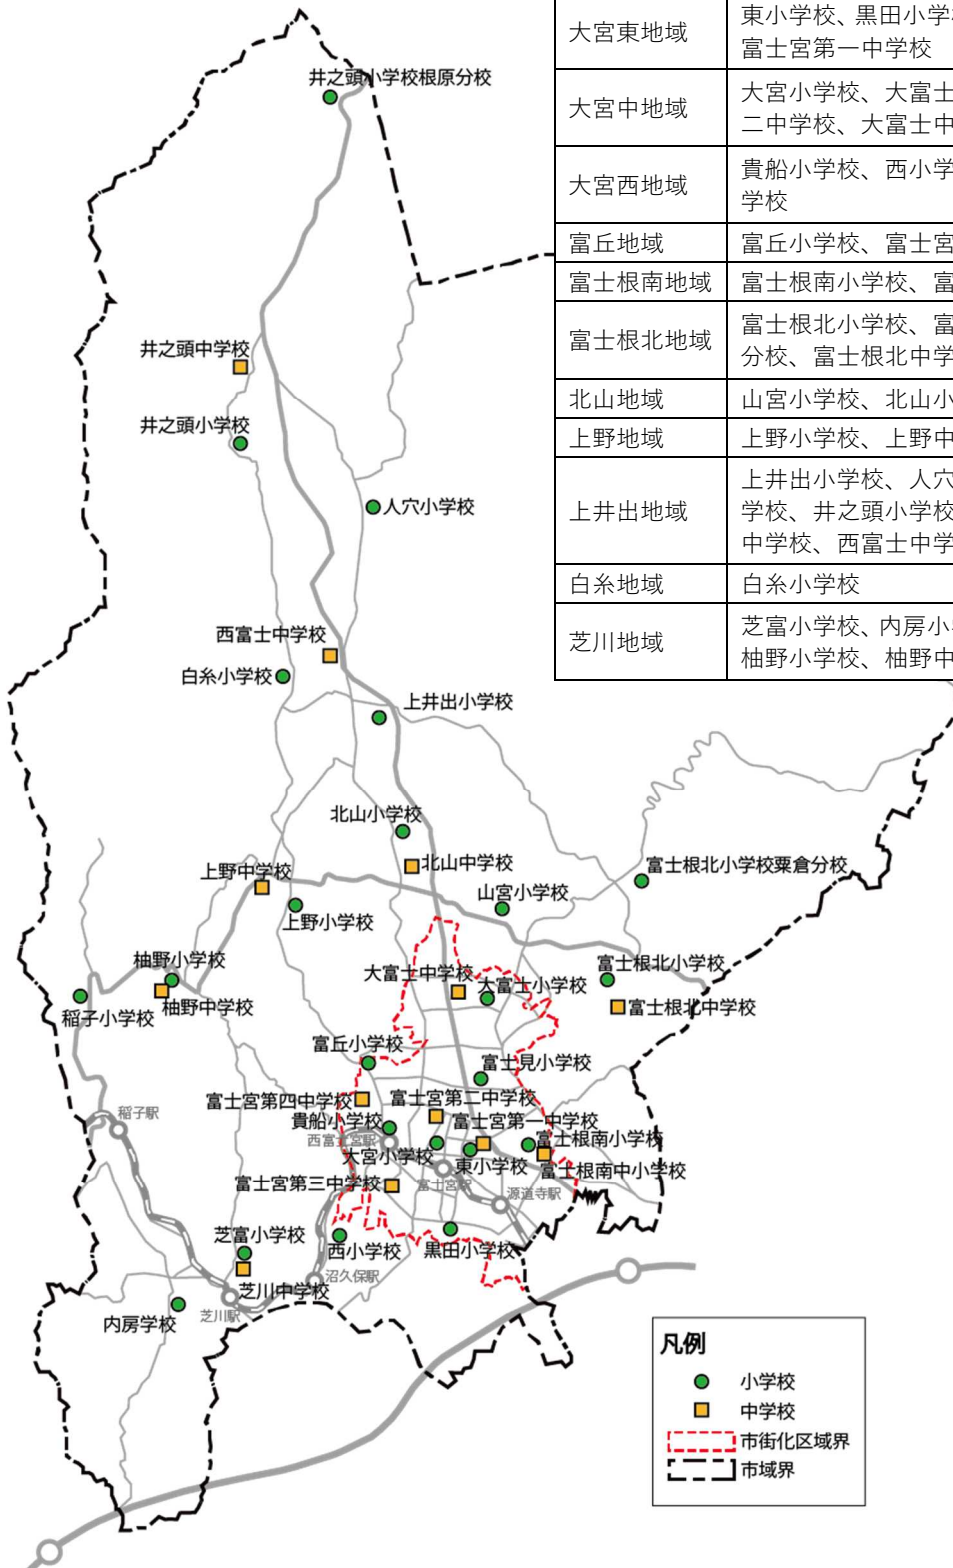 大宮東地域
東小学校、黒田小学
富士宮第一中学校
大宮中地域
大宮小学校、大富士
二中学校、大富士中
大宮西地域
貴船小学校、西小学
学校
富丘地域
富丘小学校、富士宮
富士根南地域
富士根南小学校、富
富士根北地域
富士根北小学校、富
分校、富士根北中学
北山地域
山宮小学校、北山小
上野地域
上野小学校、上野中
上井出地域
上井出小学校、人穴
学校、井之頭小学校
中学校、西富士中学
白糸地域
白糸小学校
芝川地域
芝富小学校、内房小
柚野小学校、柚野中
井之頭小学校根原分校
井之頭中学校
井之頭小学校
人穴小学校
西富士中学校
白糸小学校
上井出小学校
北山小学校
北山中学校
上野中学校
富士根北小学校粟倉分校
山宮小学校
上野小学校
柚野小学校
富士根北小学校
大富士中学校
大富士小学校
柚野中学校
稲子小学校
富士根北中学校
富丘小学校
富士見小学校
富士宮第四中学校
富士宮第二中学校
稲子駅
貴船小学校
富士宮第一中学校
西富士宮駅
富士根南小学校
大宮小学校
東小学校
富士根南中小学校
富士宮第三中学校
富士宮駅
源道寺駅
芝富小学校
西小学校
黒田小学校
沼久保駅
芝川中学校
芝川駅
内房学校
凡例
小学校
中学校
市街化区域界
市域界